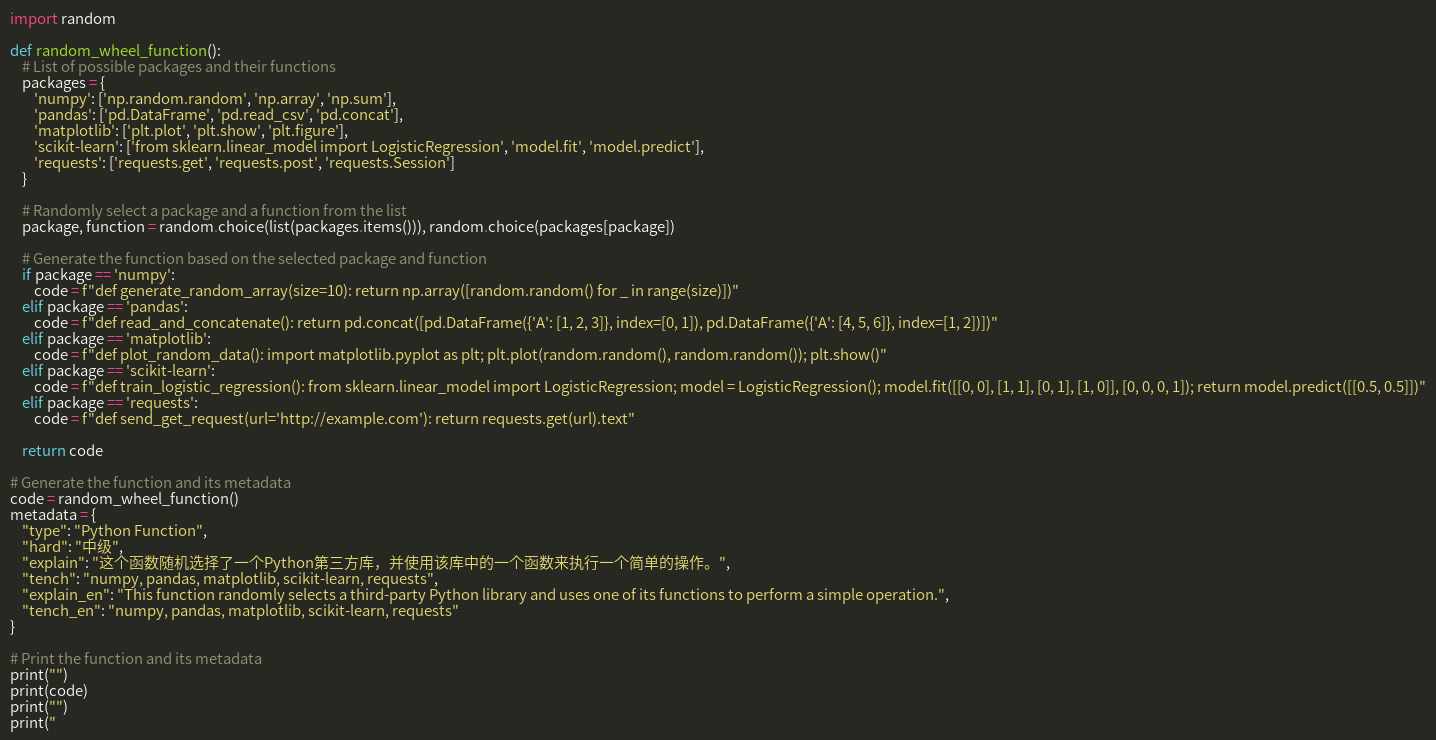 import random

def random_wheel_function():
    # List of possible packages and their functions
    packages = {
        'numpy': ['np.random.random', 'np.array', 'np.sum'],
        'pandas': ['pd.DataFrame', 'pd.read_csv', 'pd.concat'],
        'matplotlib': ['plt.plot', 'plt.show', 'plt.figure'],
        'scikit-learn': ['from sklearn.linear_model import LogisticRegression', 'model.fit', 'model.predict'],
        'requests': ['requests.get', 'requests.post', 'requests.Session']
    }

    # Randomly select a package and a function from the list
    package, function = random.choice(list(packages.items())), random.choice(packages[package])

    # Generate the function based on the selected package and function
    if package == 'numpy':
        code = f"def generate_random_array(size=10): return np.array([random.random() for _ in range(size)])"
    elif package == 'pandas':
        code = f"def read_and_concatenate(): return pd.concat([pd.DataFrame({'A': [1, 2, 3]}, index=[0, 1]), pd.DataFrame({'A': [4, 5, 6]}, index=[1, 2])])"
    elif package == 'matplotlib':
        code = f"def plot_random_data(): import matplotlib.pyplot as plt; plt.plot(random.random(), random.random()); plt.show()"
    elif package == 'scikit-learn':
        code = f"def train_logistic_regression(): from sklearn.linear_model import LogisticRegression; model = LogisticRegression(); model.fit([[0, 0], [1, 1], [0, 1], [1, 0]], [0, 0, 0, 1]); return model.predict([[0.5, 0.5]])"
    elif package == 'requests':
        code = f"def send_get_request(url='http://example.com'): return requests.get(url).text"

    return code

# Generate the function and its metadata
code = random_wheel_function()
metadata = {
    "type": "Python Function",
    "hard": "中级",
    "explain": "这个函数随机选择了一个Python第三方库，并使用该库中的一个函数来执行一个简单的操作。",
    "tench": "numpy, pandas, matplotlib, scikit-learn, requests",
    "explain_en": "This function randomly selects a third-party Python library and uses one of its functions to perform a simple operation.",
    "tench_en": "numpy, pandas, matplotlib, scikit-learn, requests"
}

# Print the function and its metadata
print("")
print(code)
print("")
print("